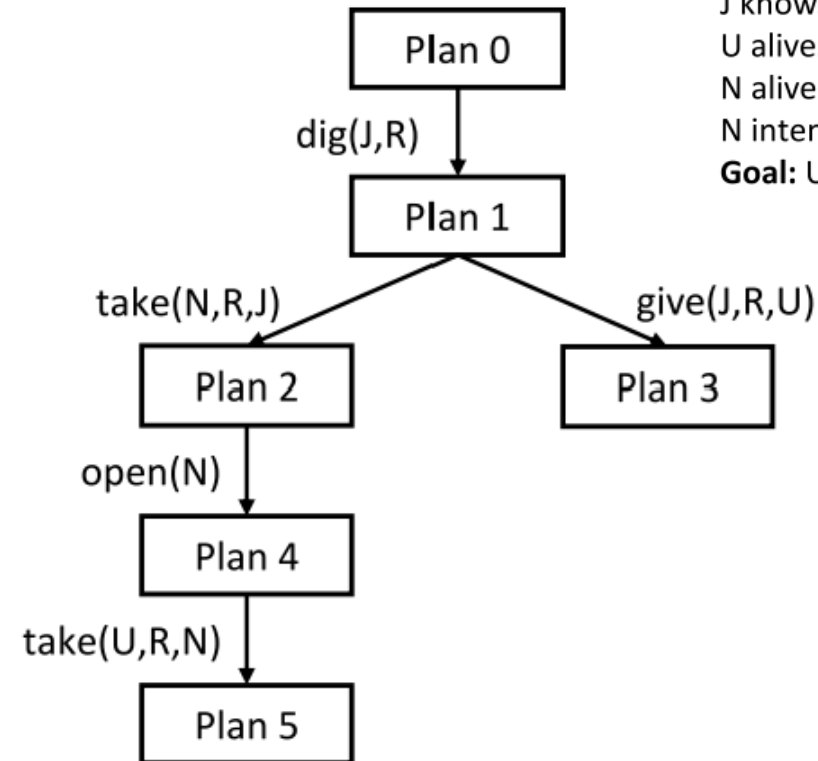 Plan 0
J know
U alive
N alive
N inter
Goal: U
dig(J,R)
Plan 1
take(N,R,J)
give(J,R,U)
Plan 2
Plan 3
open(N)
Plan 4
take(U,R,N)
Plan 5